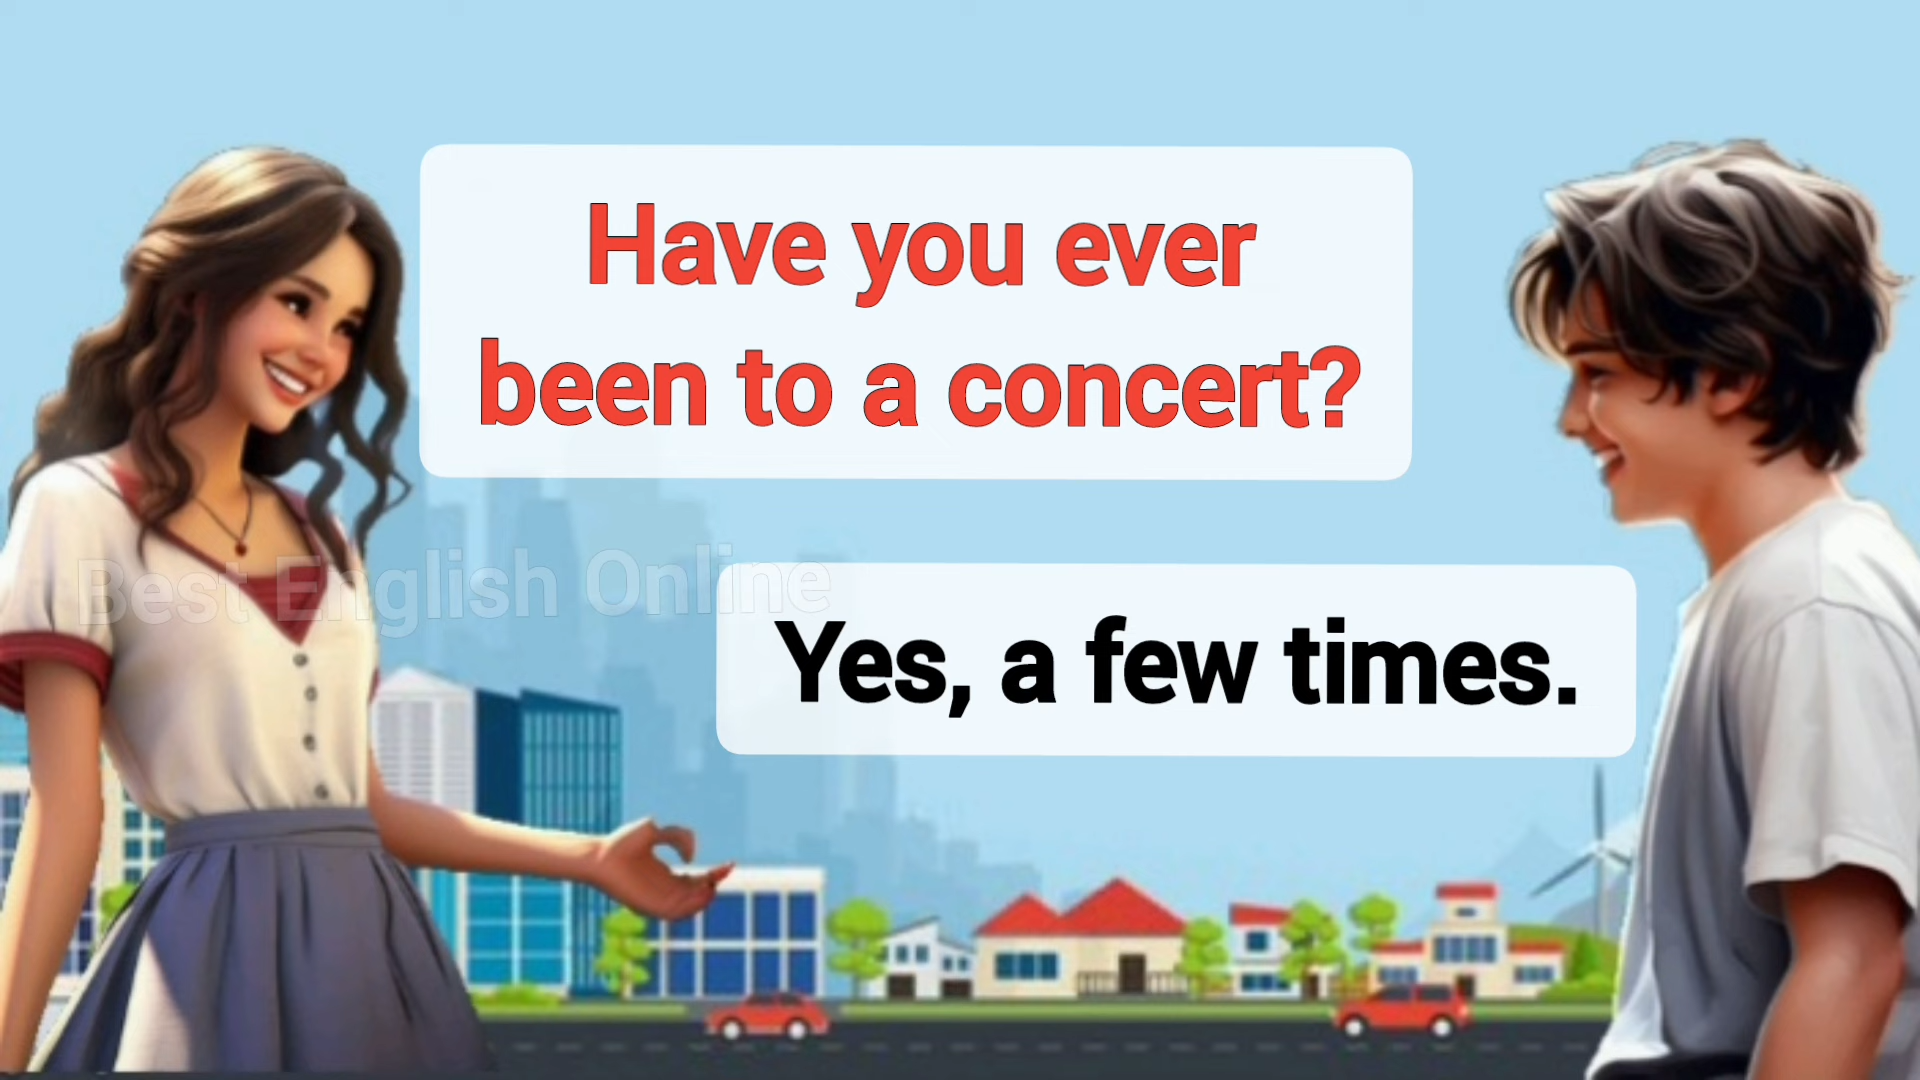 Have you ever
been to a concert?
Best English Online
Yes, a few times.